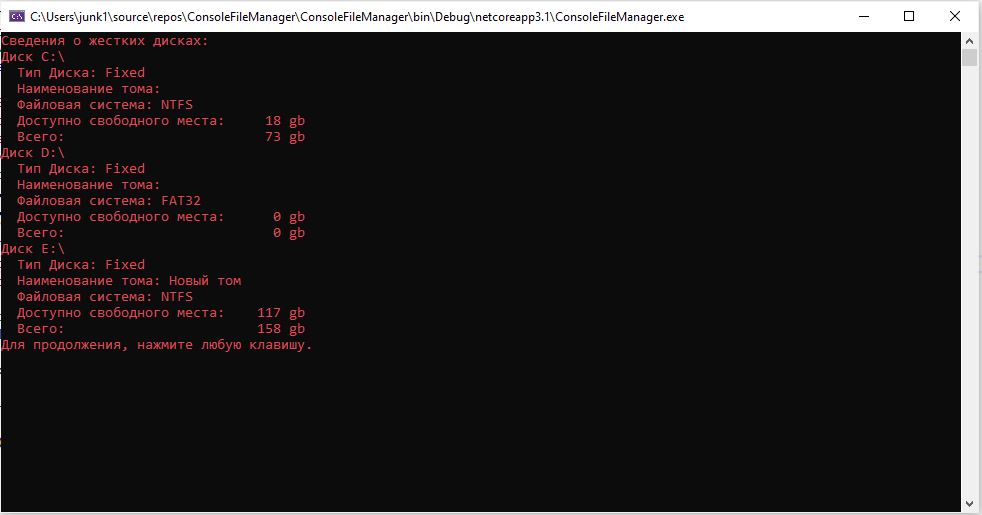 C:\Users\junk1\source\repos\ConsoleFileManager\ConsoleFileManager\bin\Debug\netcoreapp3.1\ConsoleFileManager.exe
Сведения о жестких дисках:
Диск C:\
  Тип Диска: Fixed
  Наименование тома:
  Файловая система: NTFS
  Доступно свободного места:     18 gb
  Всего:                         73 gb
Диск D:\
  Тип Диска: Fixed
  Наименование тома:
  Файловая система: FAT32
  Доступно свободного места:      0 gb
  Всего:                          0 gb
Диск E:\
  Тип Диска: Fixed
  Наименование тома: Новый том
  Файловая система: NTFS
  Доступно свободного места:    117 gb
  Всего:                        158 gb
Для продолжения, нажмите любую клавишу.